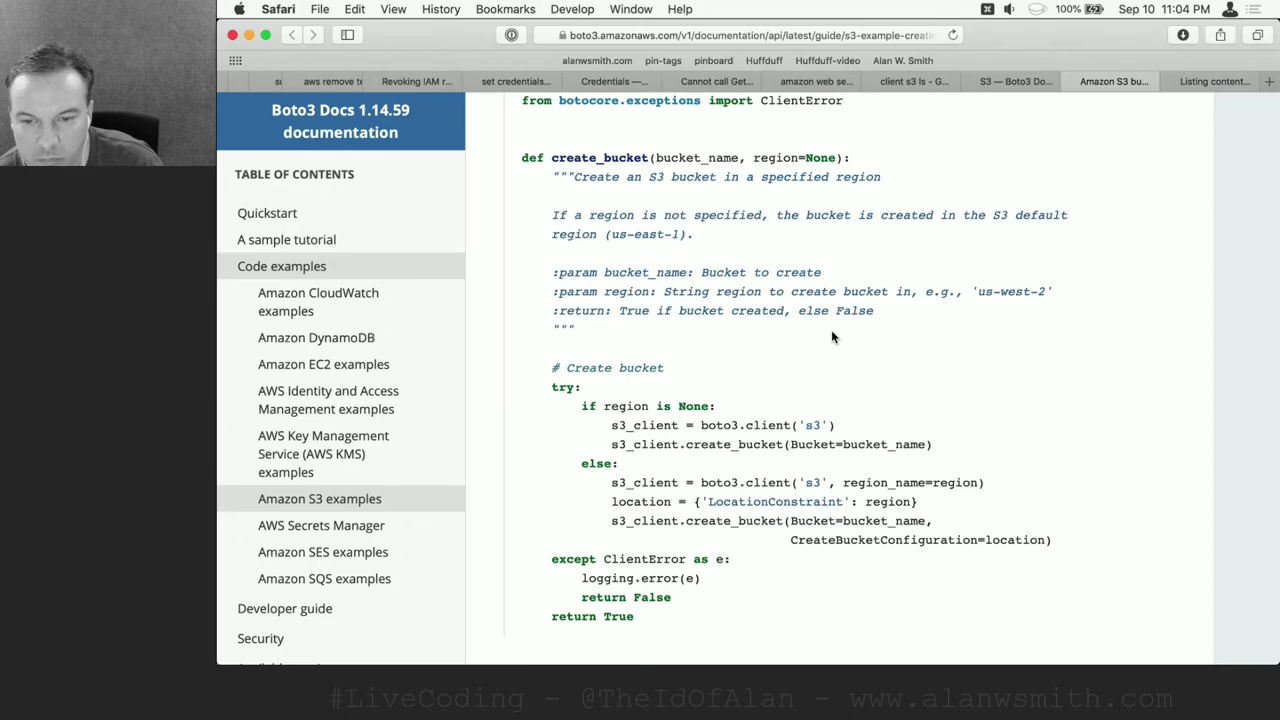 Safari File Edit View History Bookmarks Develop Window Help 100% Sep 10 11:04 PM
boto3.amazonaws.com/v1/documentation/api/latest/guide/s3-example-creatin
alanwsmith.com pin-tags pinboard Huffduff Huffduff-video Alan W. Smith
aws remove t Revoking IAM r... set credentials... Credentials —... Cannot call Get... amazon web se... client s3 ls - G... S3 — Boto3 Do... Amazon S3 bu... Listing content...
Boto3 Docs 1.14.59
documentation
TABLE OF CONTENTS
Quickstart
A sample tutorial
Code examples
Amazon CloudWatch
examples
Amazon DynamoDB
Amazon EC2 examples
AWS Identity and Access
Management examples
AWS Key Management
Service (AWS KMS)
examples
Amazon S3 examples
AWS Secrets Manager
Amazon SES examples
Amazon SQS examples
Developer guide
Security
from botocore.exceptions import ClientError
def create_bucket(bucket_name, region=None):
"""Create an S3 bucket in a specified region
If a region is not specified, the bucket is created in the S3 default
region (us-east-1).
:param bucket_name: Bucket to create
:param region: String region to create bucket in, e.g., 'us-west-2'
:return: True if bucket created, else False
"""
# Create bucket
try:
if region is None:
s3_client = boto3.client('s3')
s3_client.create_bucket(Bucket=bucket_name)
else:
s3_client = boto3.client('s3', region_name=region)
location = {'LocationConstraint': region}
s3_client.create_bucket(Bucket=bucket_name,
CreateBucketConfiguration=location)
except ClientError as e:
logging.error(e)
return False
return True
#LiveCoding - @TheIdOfAlan - www.alanwsmith.com